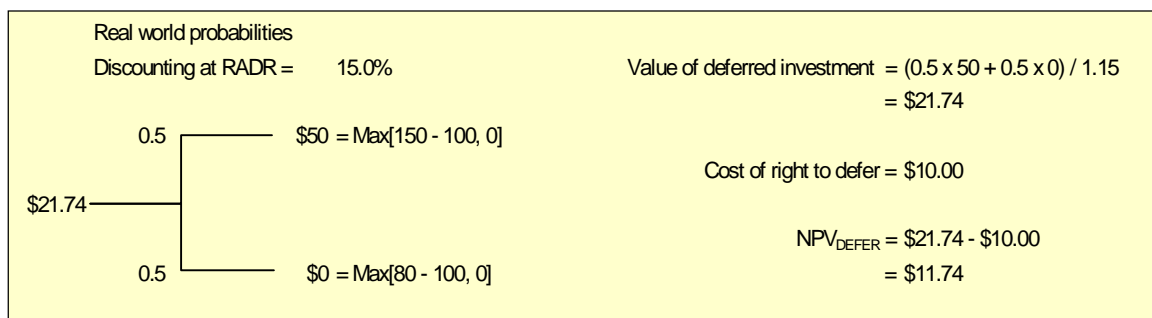 Real world probabilities
Discounting at RADR = 15.0%
Value of deferred investment = (0.5 x 50 + 0.5 x 0) / 1.15
= $21.74
0.5 $50 = Max[150 - 100, 0]
Cost of right to defer = $10.00
$21.74
NPVDEFER = $21.74 - $10.00
0.5 $0 = Max[80 - 100, 0]
= $11.74